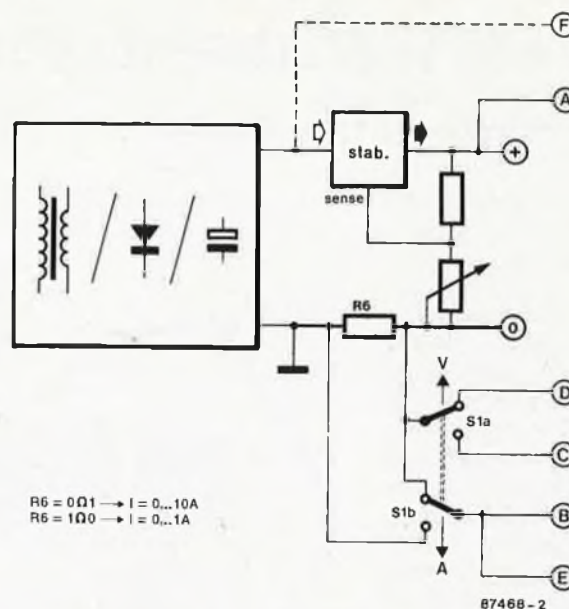 F
A
stab.
+
sense
R6
0
V
D
S1a
C
R6 = 0Ω1 → I = 0...10A
R6 = 1Ω0 → I = 0...1A
S1b
B
A
E
87468 - 2